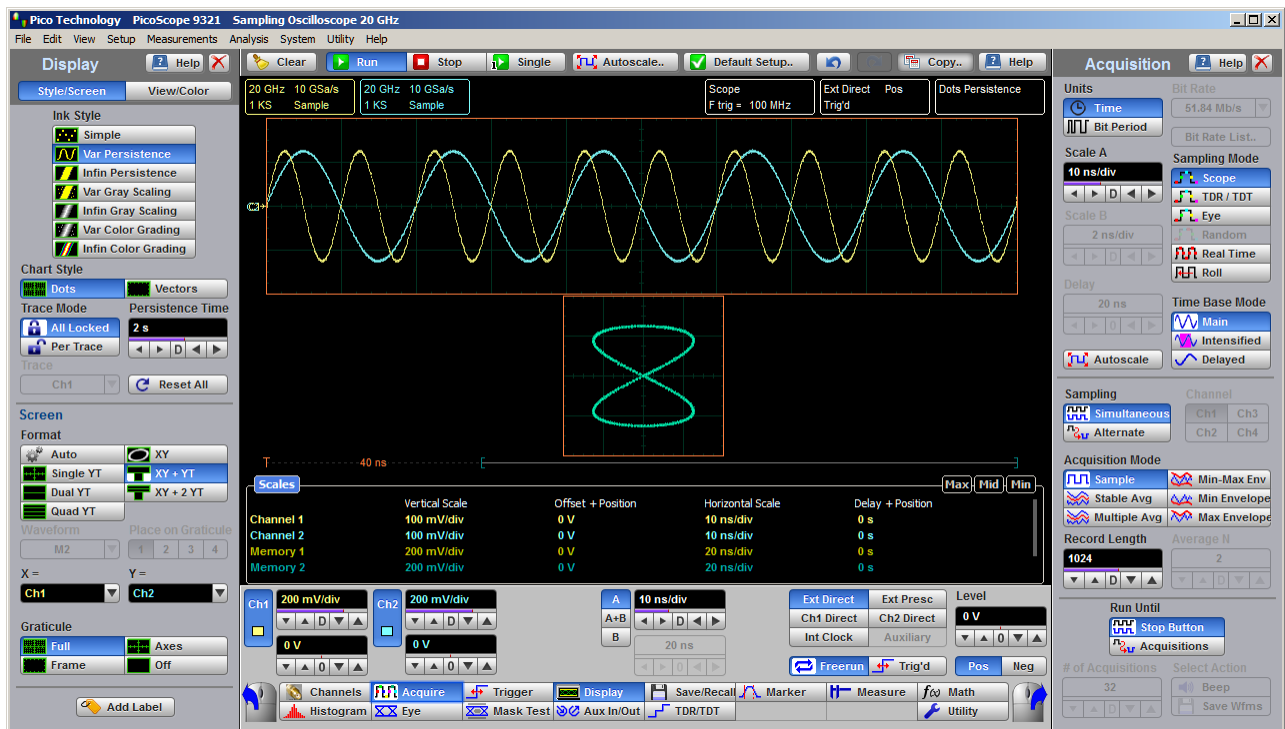 Pico Technology PicoScope 9321 Sampling Oscilloscope 20 GHz
File Edit View Setup Measurements Analysis System Utility Help
Display
? Help
Style/Screen View/Color
Ink Style
Simple
Var Persistence
Infin Persistence
Var Gray Scaling
Infin Gray Scaling
Var Color Grading
Infin Color Grading
Chart Style
Dots Vectors
Trace Mode Persistence Time
All Locked 2 s
Per Trace D
Trace
Ch1 Reset All
Screen
Format
Auto XY
Single YT XY + YT
Dual YT XY + 2 YT
Quad YT
Waveform Place on Graticule
M2 1 2 3 4
X = Y =
Ch1 Ch2
Graticule
Full Axes
Frame Off
Add Label
Clear Run Stop Single Autoscale.. Default Setup.. Copy.. ? Help
20 GHz 10 GSa/s 20 GHz 10 GSa/s Scope Ext Direct Pos Dots Persistence
1 KS Sample 1 KS Sample F trig = 100 MHz Trig'd
T 40 ns
Scales Max Mid Min
Vertical Scale Offset + Position Horizontal Scale Delay + Position
Channel 1 100 mV/div 0 V 10 ns/div 0 s
Channel 2 100 mV/div 0 V 10 ns/div 0 s
Memory 1 200 mV/div 0 V 20 ns/div 0 s
Memory 2 200 mV/div 0 V 20 ns/div 0 s
Ch1 200 mV/div Ch2 200 mV/div A 10 ns/div Ext Direct Ext Presc Level
D D A+B D Ch1 Direct Ch2 Direct 0 V
0 V 0 V B 20 ns Int Clock Auxiliary 0
0 0 0 Freerun Trig'd Pos Neg
Channels Acquire Trigger Display Save/Recall Marker Measure f(x) Math
Histogram Eye Mask Test Aux In/Out TDR/TDT Utility
Acquisition
? Help
Units Bit Rate
Time 51.84 Mb/s
Bit Period Bit Rate List..
Scale A Sampling Mode
10 ns/div Scope
D TDR / TDT
Scale B Eye
2 ns/div Random
D Real Time
Roll
Delay
20 ns Time Base Mode
0 Main
Intensified
Autoscale Delayed
Sampling Channel
Simultaneous Ch1 Ch3
Alternate Ch2 Ch4
Acquisition Mode
Sample Min-Max Env
Stable Avg Min Envelope
Multiple Avg Max Envelope
Record Length Average N
1024 2
D D
Run Until
Stop Button
Acquisitions
# of Acquisitions Select Action
32 Beep
D Save Wfms